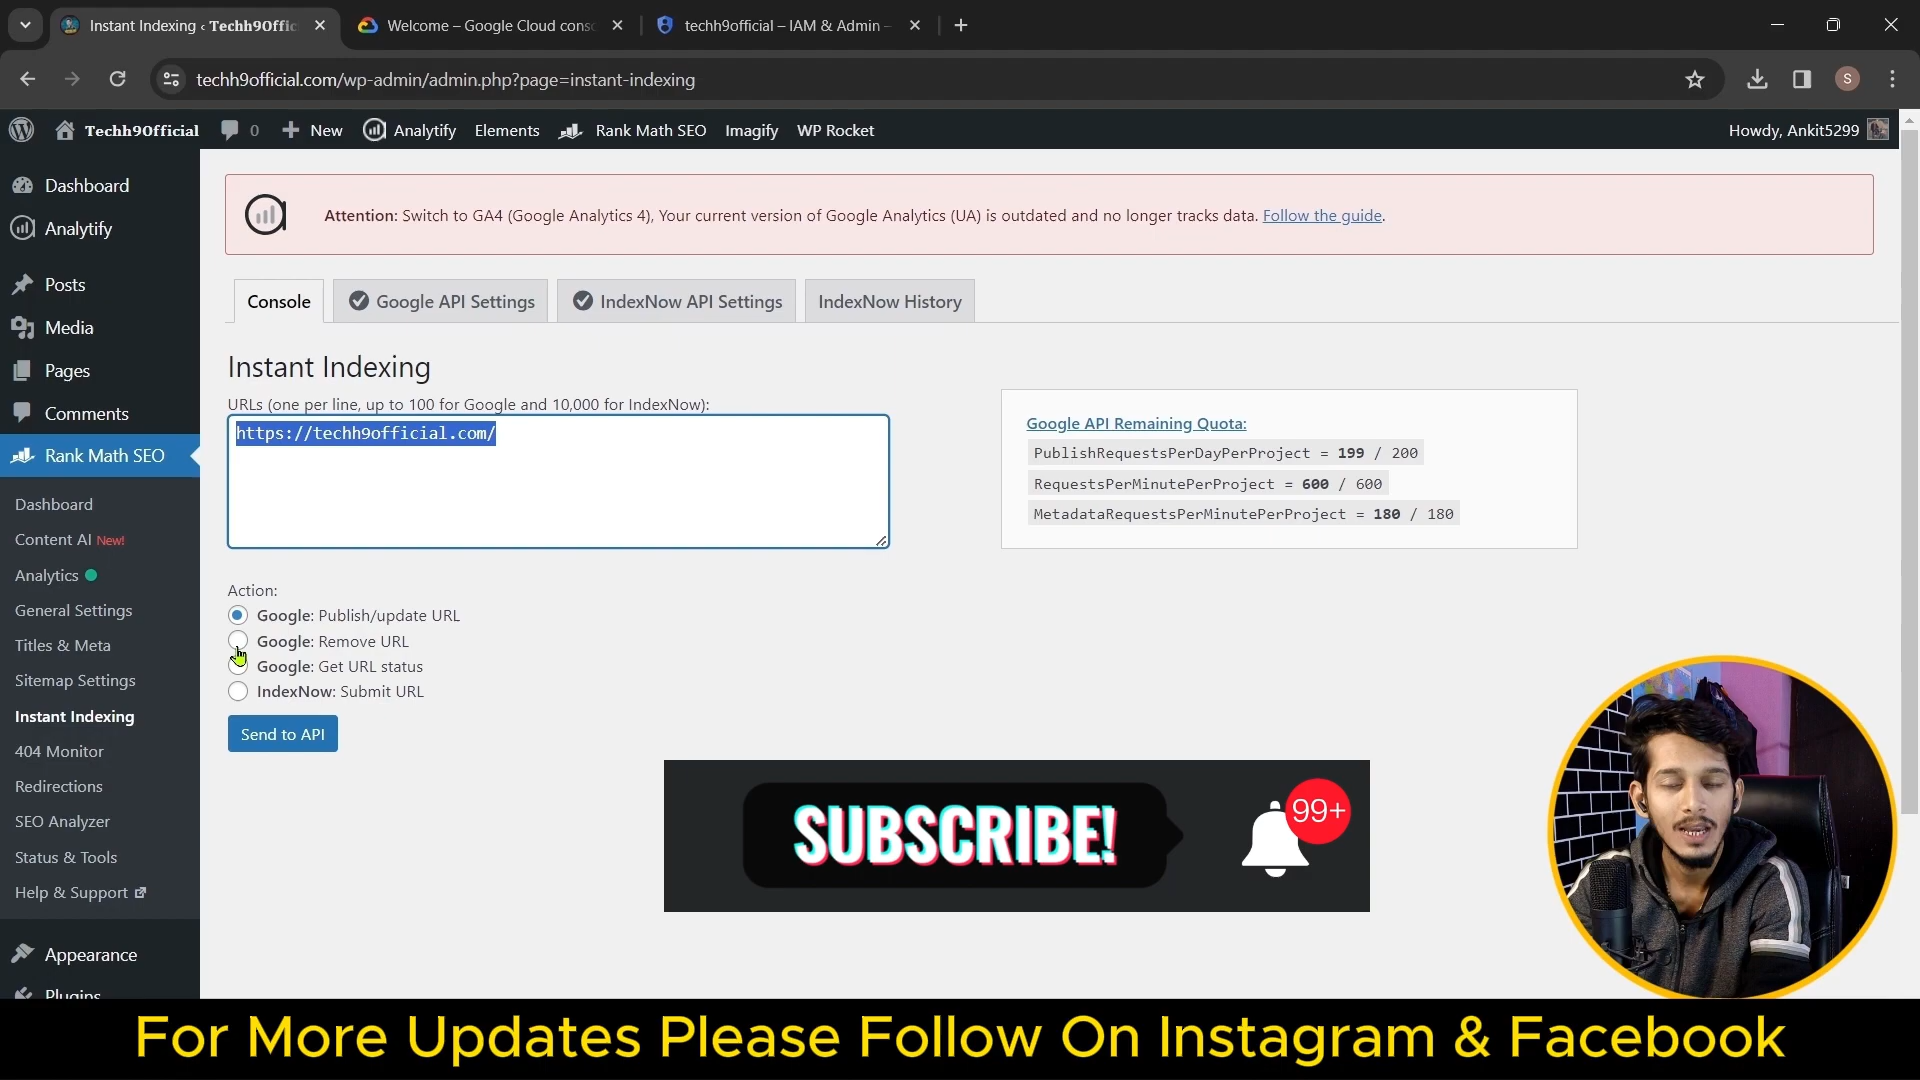 Instant Indexing ‹ Techh9Offic
Welcome – Google Cloud cons
techh9official – IAM & Admin –
techh9official.com/wp-admin/admin.php?page=instant-indexing
S
Techh9Official
0
New
Analytify
Elements
Rank Math SEO
Imagify
WP Rocket
Howdy, Ankit5299
Dashboard
Analytify
Posts
Media
Pages
Comments
Rank Math SEO
Dashboard
Content AI New!
Analytics
General Settings
Titles & Meta
Sitemap Settings
Instant Indexing
404 Monitor
Redirections
SEO Analyzer
Status & Tools
Help & Support
Appearance
Plugins
Attention: Switch to GA4 (Google Analytics 4), Your current version of Google Analytics (UA) is outdated and no longer tracks data. Follow the guide.
Console
Google API Settings
IndexNow API Settings
IndexNow History
Instant Indexing
URLs (one per line, up to 100 for Google and 10,000 for IndexNow):
https://techh9official.com/
Google API Remaining Quota:
PublishRequestsPerDayPerProject = 199 / 200
RequestsPerMinutePerProject = 600 / 600
MetadataRequestsPerMinutePerProject = 180 / 180
Action:
Google: Publish/update URL
Google: Remove URL
Google: Get URL status
IndexNow: Submit URL
Send to API
SUBSCRIBE!
99+
For More Updates Please Follow On Instagram & Facebook